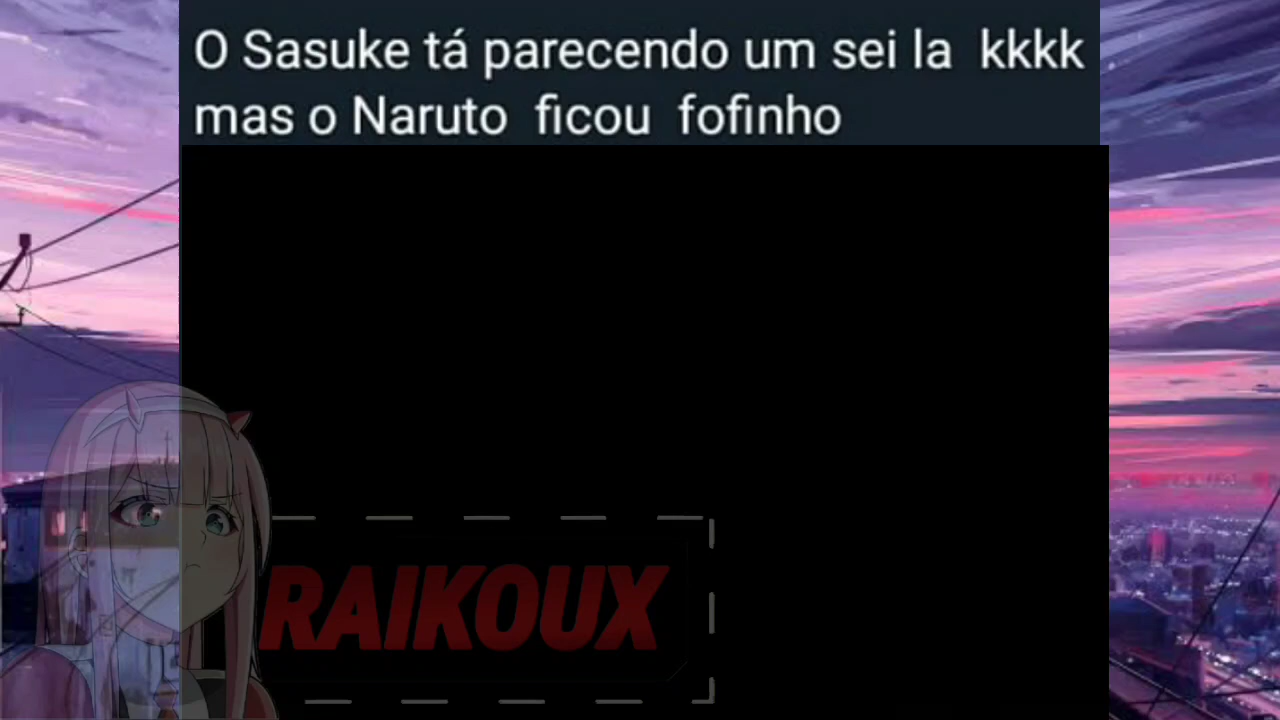 O Sasuke tá parecendo um sei la kkkk
mas o Naruto ficou fofinho
RAIKOUX